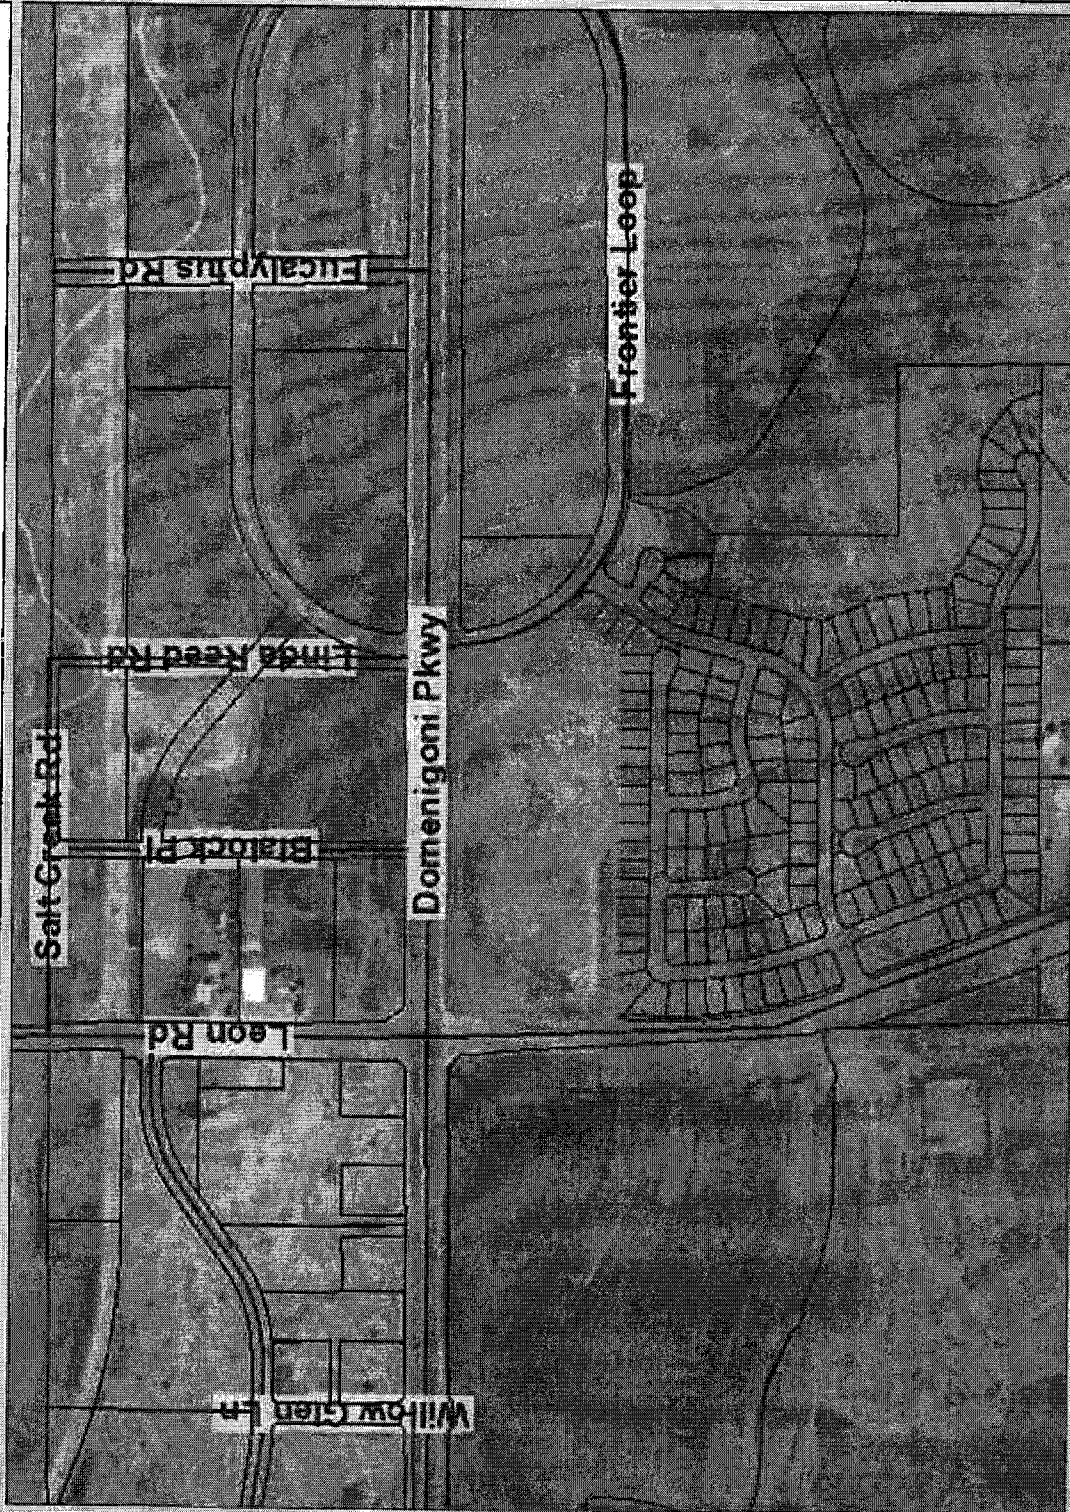 Eucalyptus Rd
Frontier Loop
Linda Reed Rd
Domenigoni Pkwy
Salt Creek Rd
Blalock Pl
Leon Rd
Willow Glen Ln